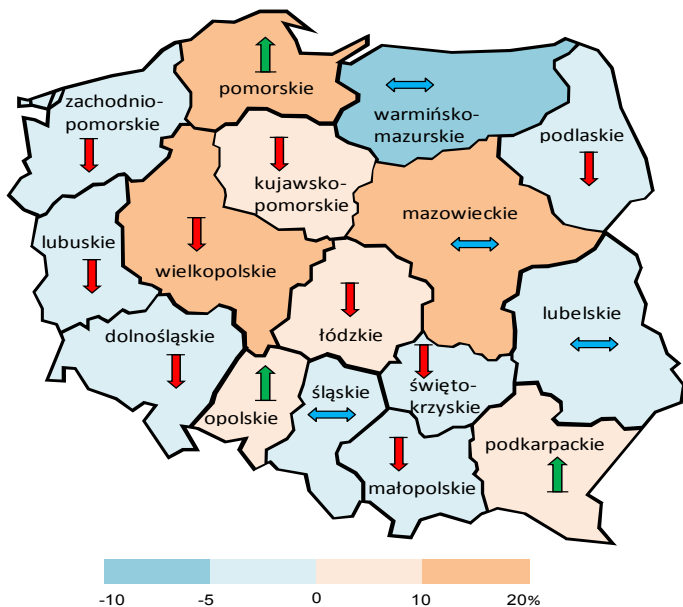 pomorskie
zachodnio-
pomorskie
warmińsko-
mazurskie
podlaskie
kujawsko-
pomorskie
mazowieckie
lubuskie
wielkopolskie
łódzkie
lubelskie
dolnośląskie
opolskie
śląskie
święto-
krzyskie
podkarpackie
małopolskie
-10 -5 0 10 20%